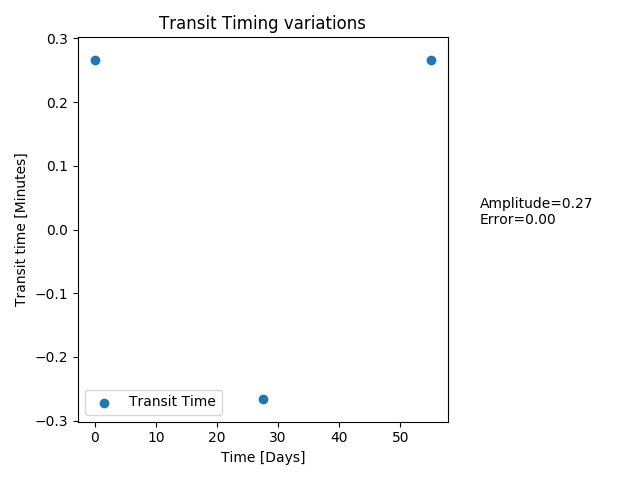 Transit Timing variations
0.3
0.2
0.1
0.0
−0.1
−0.2
−0.3
Transit time [Minutes]
Transit Time
0
10
20
30
40
50
Time [Days]
Amplitude=0.27
Error=0.00